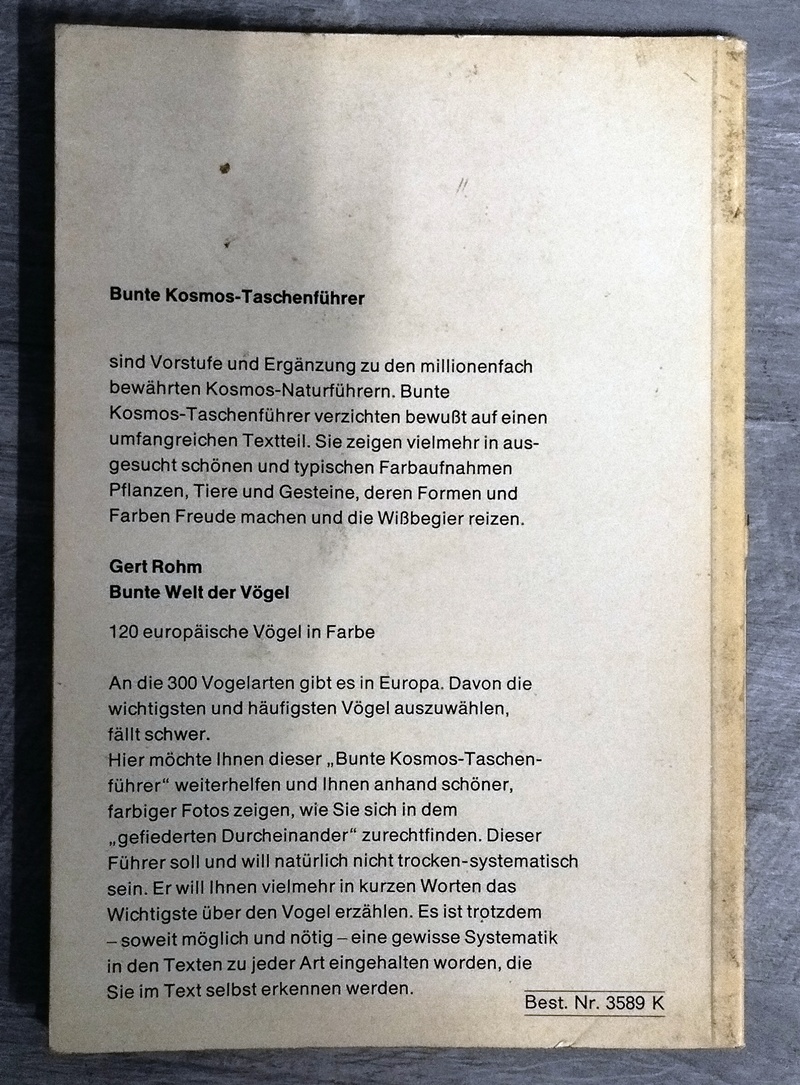 Bunte Kosmos-Taschenführer
sind Vorstufe und Ergänzung zu den millionenfach
bewährten Kosmos-Naturführern. Bunte
Kosmos-Taschenführer verzichten bewußt auf einen
umfangreichen Textteil. Sie zeigen vielmehr in aus-
gesucht schönen und typischen Farbaufnahmen
Pflanzen, Tiere und Gesteine, deren Formen und
Farben Freude machen und die Wißbegier reizen.
Gert Rohm
Bunte Welt der Vögel
120 europäische Vögel in Farbe
An die 300 Vogelarten gibt es in Europa. Davon die
wichtigsten und häufigsten Vögel auszuwählen,
fällt schwer.
Hier möchte Ihnen dieser „Bunte Kosmos-Taschen-
führer“ weiterhelfen und Ihnen anhand schöner,
farbiger Fotos zeigen, wie Sie sich in dem
„gefiederten Durcheinander“ zurechtfinden. Dieser
Führer soll und will natürlich nicht trocken-systematisch
sein. Er will Ihnen vielmehr in kurzen Worten das
Wichtigste über den Vogel erzählen. Es ist trotzdem
– soweit möglich und nötig – eine gewisse Systematik
in den Texten zu jeder Art eingehalten worden, die
Sie im Text selbst erkennen werden.
Best. Nr. 3589 K